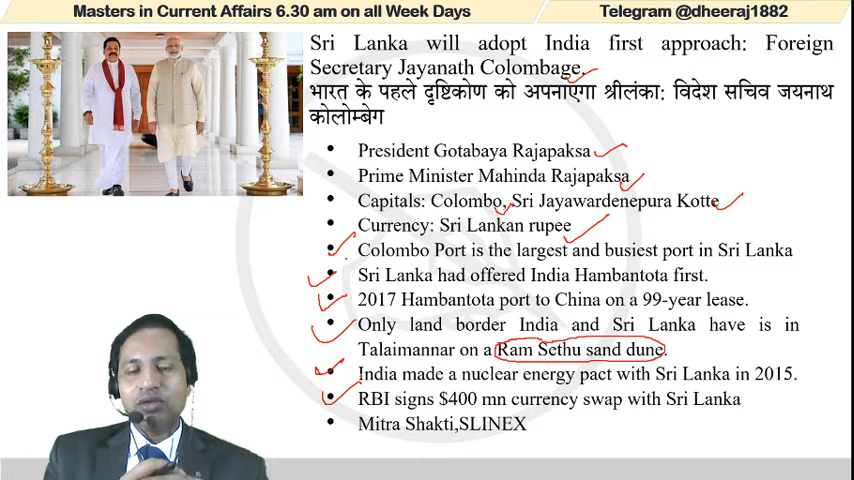 Masters in Current Affairs 6.30 am on all Week Days
Telegram @dheeraj1882
Sri Lanka will adopt India first approach: Foreign
Secretary Jayanath Colombage.
भारत के पहले दृष्टिकोण को अपनाएगा श्रीलंका: विदेश सचिव जयनाथ
कोलोम्बेग
• President Gotabaya Rajapaksa
• Prime Minister Mahinda Rajapaksa
• Capitals: Colombo, Sri Jayawardenepura Kotte
• Currency: Sri Lankan rupee
• Colombo Port is the largest and busiest port in Sri Lanka
• Sri Lanka had offered India Hambantota first.
• 2017 Hambantota port to China on a 99-year lease.
• Only land border India and Sri Lanka have is in
Talaimannar on a Ram Sethu sand dune.
• India made a nuclear energy pact with Sri Lanka in 2015.
• RBI signs $400 mn currency swap with Sri Lanka
• Mitra Shakti,SLINEX